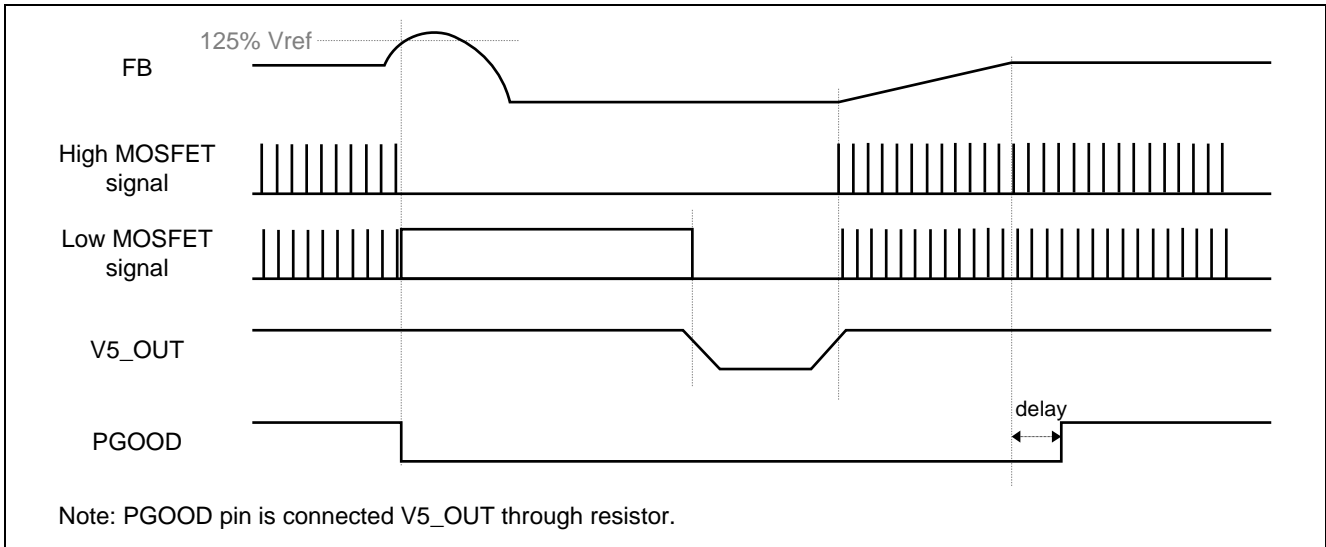 125% Vref
FB
High MOSFET
signal
Low MOSFET
signal
V5_OUT
delay
PGOOD
Note: PGOOD pin is connected V5_OUT through resistor.